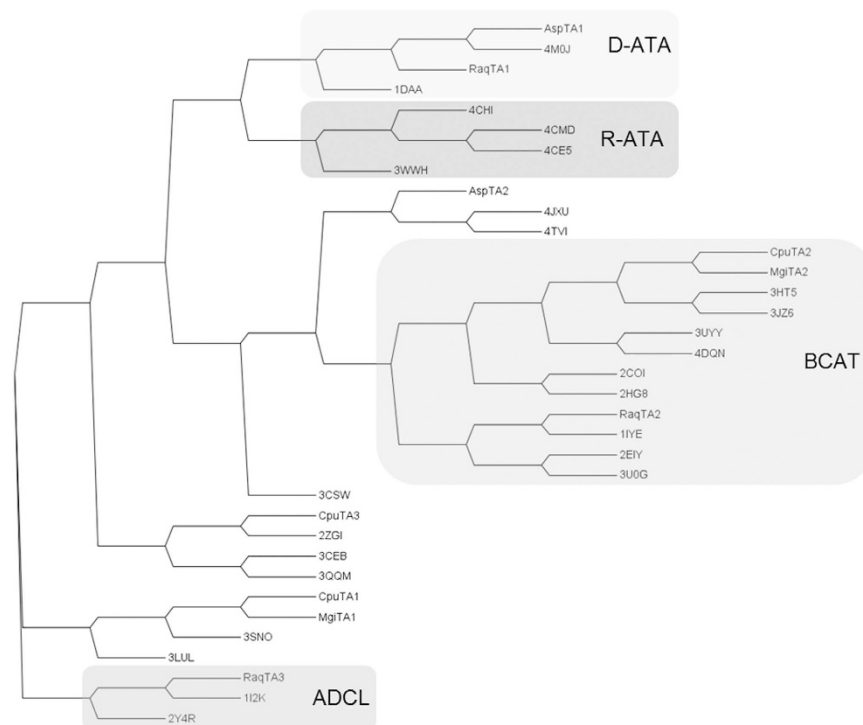 AspTA1
4M0J
D-ATA
RaqTA1
1DAA
4CHI
4CMD
R-ATA
4CE5
3WWH
AspTA2
4JXU
4TVI
CpuTA2
MgiTA2
3HT5
3JZ6
3UYY
4DQN
BCAT
2COI
2HG8
RaqTA2
1IYE
2EIY
3U0G
3CSW
CpuTA3
2ZGI
3CEB
3QQM
CpuTA1
MgiTA1
3SNO
3LUL
RaqTA3
1I2K
ADCL
2Y4R